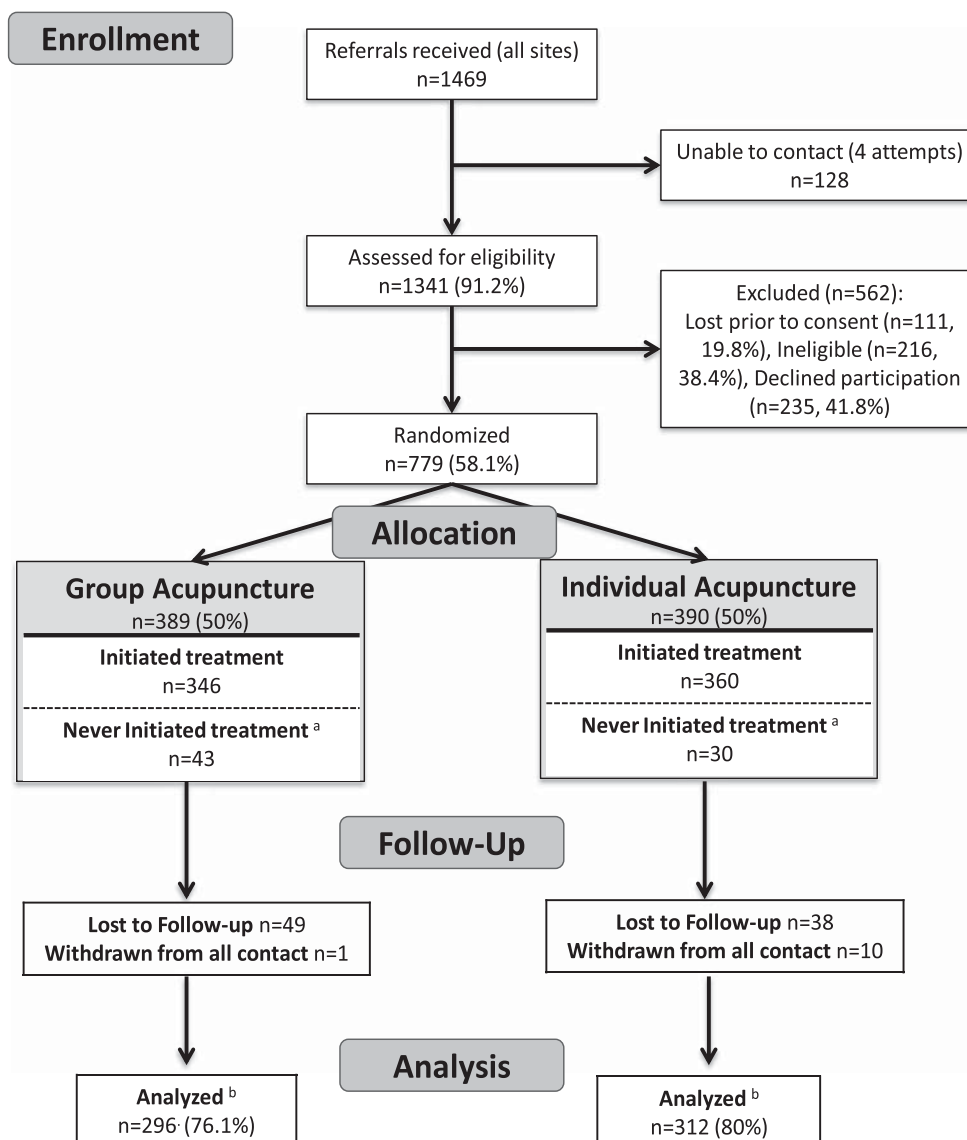 Enrollment
Referrals received (all sites)
n=1469
Unable to contact (4 attempts)
n=128
Assessed for eligibility
n=1341 (91.2%)
Excluded (n=562):
Lost prior to consent (n=111,
19.8%), Ineligible (n=216,
38.4%), Declined participation
(n=235, 41.8%)
Randomized
n=779 (58.1%)
Allocation
Group Acupuncture
n=389 (50%)
Initiated treatment
n=346
Never Initiated treatment a
n=43
Individual Acupuncture
n=390 (50%)
Initiated treatment
n=360
Never Initiated treatment a
n=30
Follow-Up
Lost to Follow-up n=49
Withdrawn from all contact n=1
Lost to Follow-up n=38
Withdrawn from all contact n=10
Analysis
Analyzed b
n=296 (76.1%)
Analyzed b
n=312 (80%)